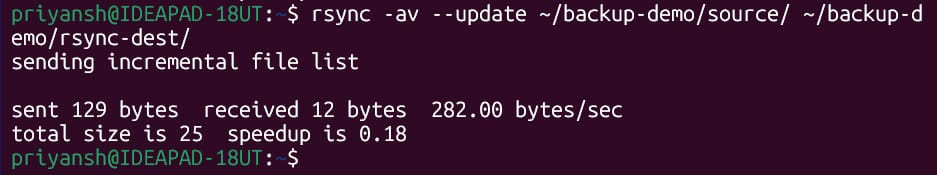 priyansh@IDEAPAD-18UT:~$ rsync -av --update ~/backup-demo/source/ ~/backup-d
emo/rsync-dest/
sending incremental file list

sent 129 bytes  received 12 bytes  282.00 bytes/sec
total size is 25  speedup is 0.18
priyansh@IDEAPAD-18UT:~$